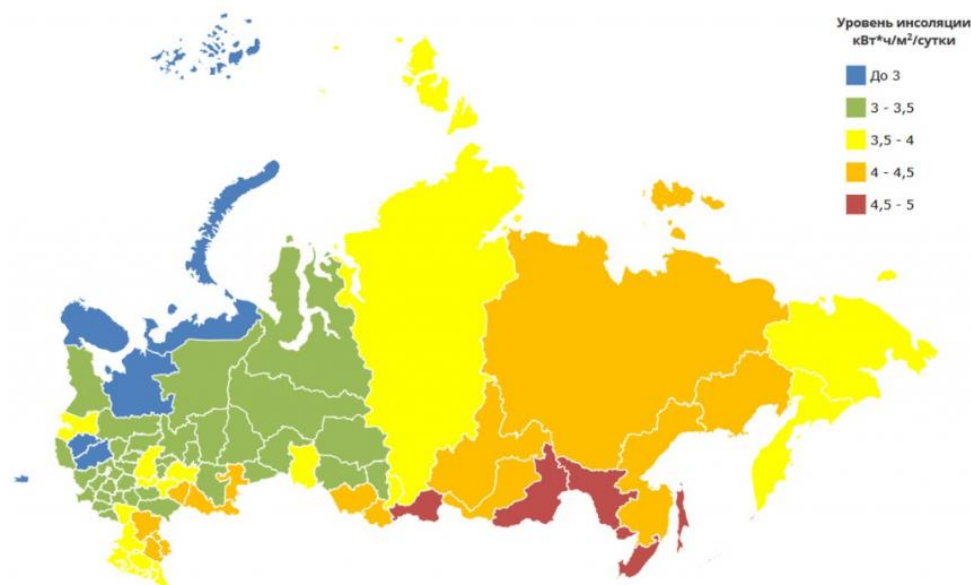 Уровень инсоляции
кВт*ч/м²/сутки
До 3
3 - 3,5
3,5 - 4
4 - 4,5
4,5 - 5